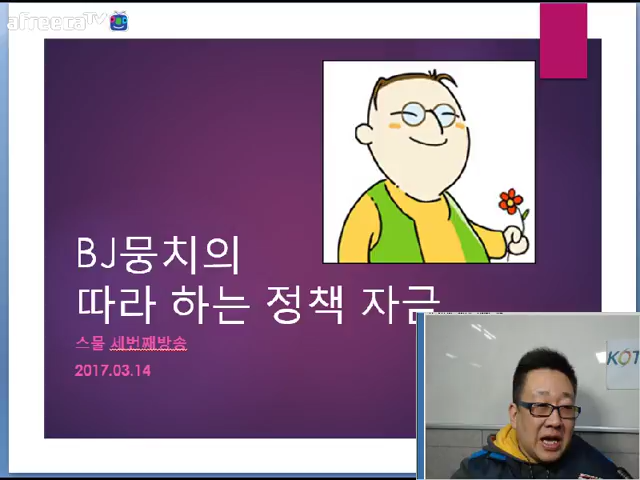 afreecaTV
BJ뭉치의
따라 하는 정책 자금
스물 세번째방송
2017.03.14
KOT